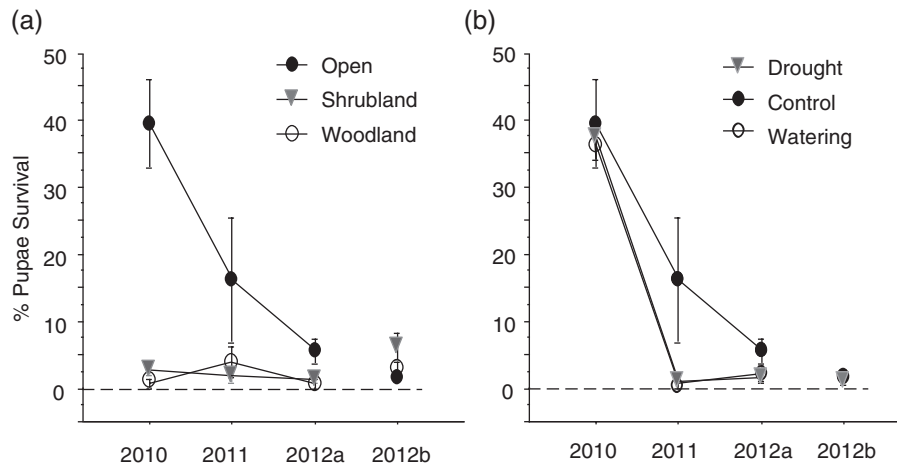 (a)
50
40
30
20
10
0
% Pupae Survival
Open
Shrubland
Woodland
2010 2011 2012a 2012b
(b)
50
40
30
20
10
0
Drought
Control
Watering
2010 2011 2012a 2012b